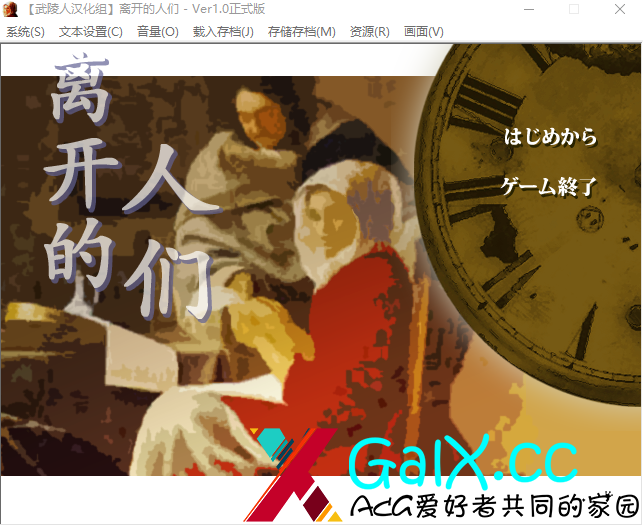 【武陵人汉化组】离开的人们 - Ver1.0正式版
系统(S) 文本设置(C) 音量(O) 载入存档(J) 存储存档(M) 资源(R) 画面(V)
离开的
人们
はじめから
ゲーム終了
GalX.cc
ACG爱好者共同的家园